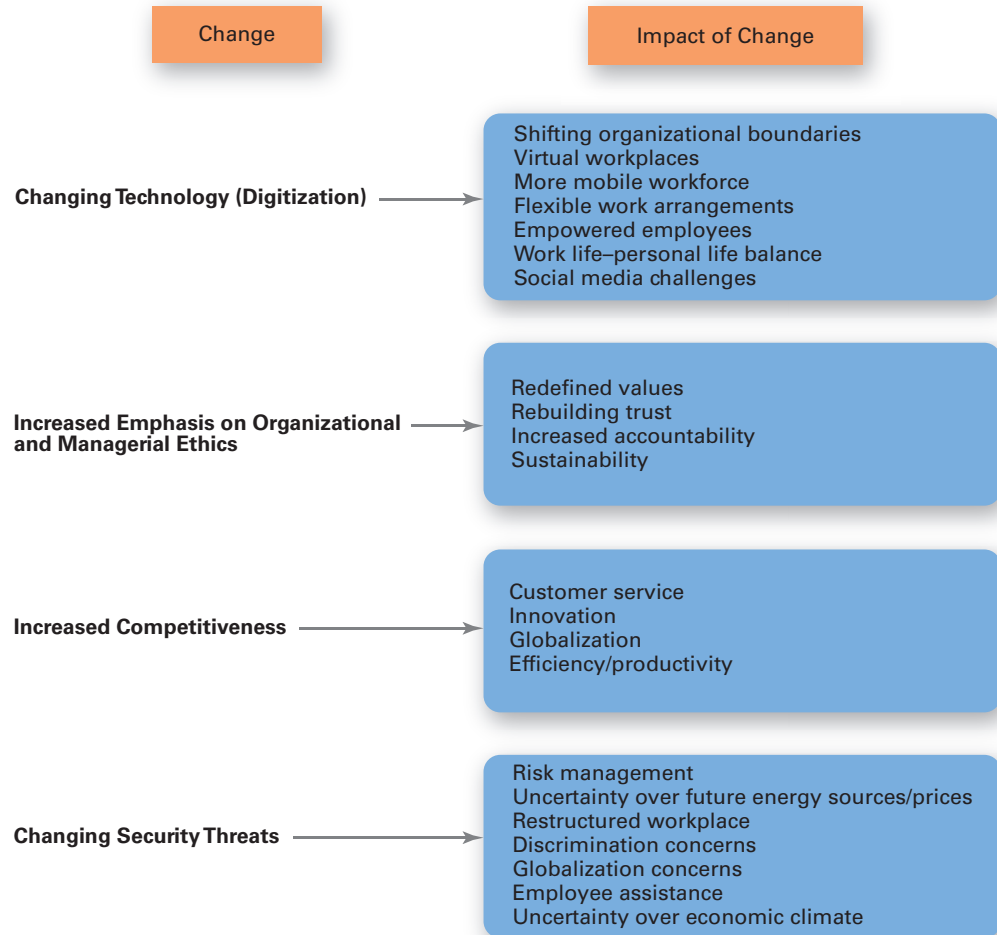 Change
Impact of Change
Changing Technology (Digitization)
Shifting organizational boundaries
Virtual workplaces
More mobile workforce
Flexible work arrangements
Empowered employees
Work life–personal life balance
Social media challenges
Increased Emphasis on Organizational
and Managerial Ethics
Redefined values
Rebuilding trust
Increased accountability
Sustainability
Increased Competitiveness
Customer service
Innovation
Globalization
Efficiency/productivity
Changing Security Threats
Risk management
Uncertainty over future energy sources/prices
Restructured workplace
Discrimination concerns
Globalization concerns
Employee assistance
Uncertainty over economic climate